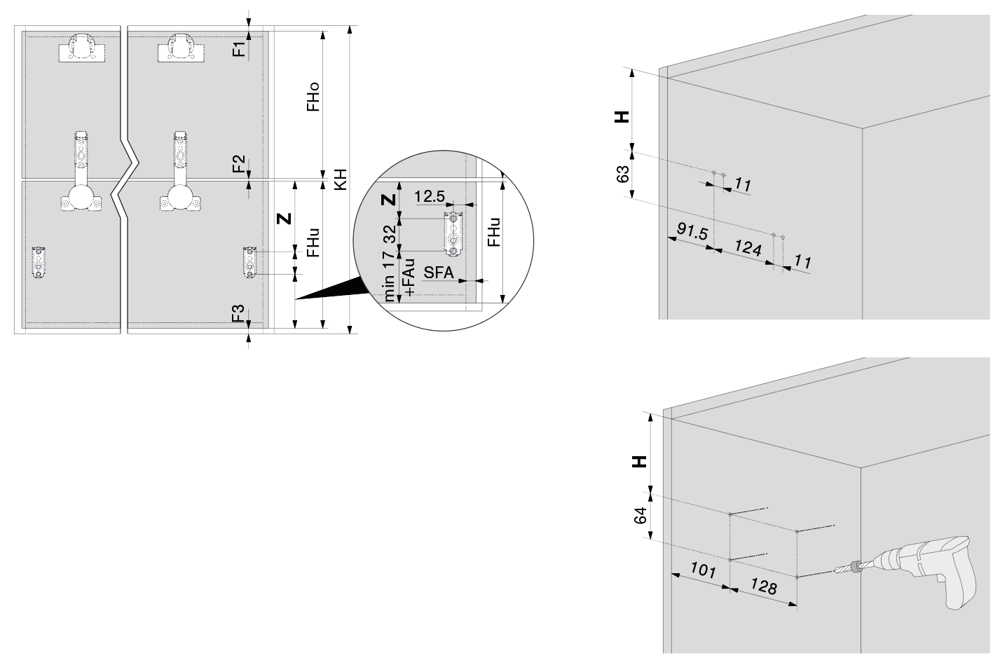 F1
FHo
F2
KH
Z
FHu
F3
Z
12.5
32
FHu
min 17
+FAu
SFA
H
63
11
91.5
124
11
H
64
101
128